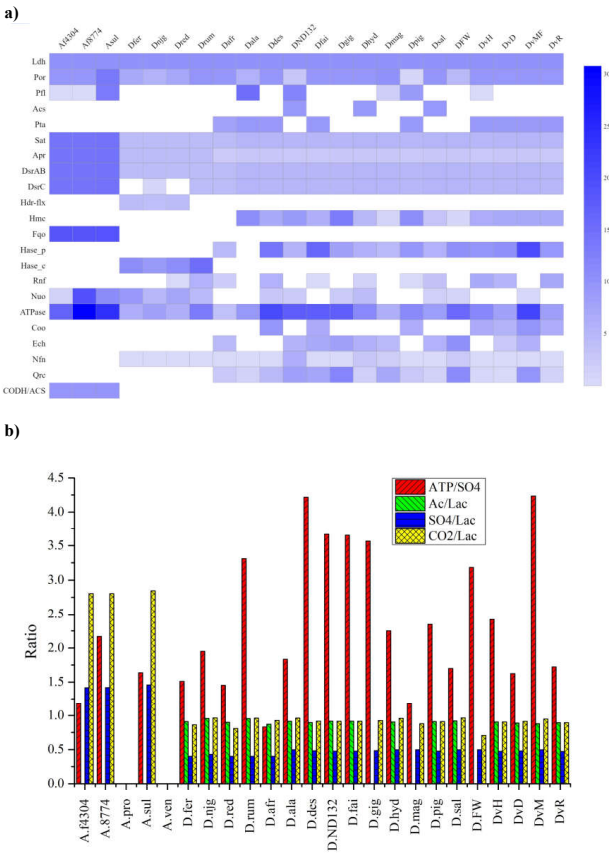 a)
Af4304 Af8774 Asul Dfer Dnjg Dred Drum Dafr Dala Ddes DND132 Dfai Dgig Dhyd Dmag Dpig Dsal DFW DvH DvD DvMF DvR
Ldh
Por
Pfl
Acs
Pta
Sat
Apr
DsrAB
DsrC
Hdr-flx
Hmc
Fqo
Hase_p
Hase_c
Rnf
Nuo
ATPase
Coo
Ech
Nfn
Qrc
CODH/ACS
30
25
20
15
10
5
0
b)
4.5
4.0
3.5
3.0
2.5
2.0
1.5
1.0
0.5
0.0
Ratio
ATP/SO4
Ac/Lac
SO4/Lac
CO2/Lac
A.f4304 A.8774 A.pro A.sul A.ven D.fer D.njg D.red D.rum D.afr D.ala D.des D.ND132 D.fai D.gig D.hyd D.mag D.pig D.sal D.FW DvH DvD DvM DvR